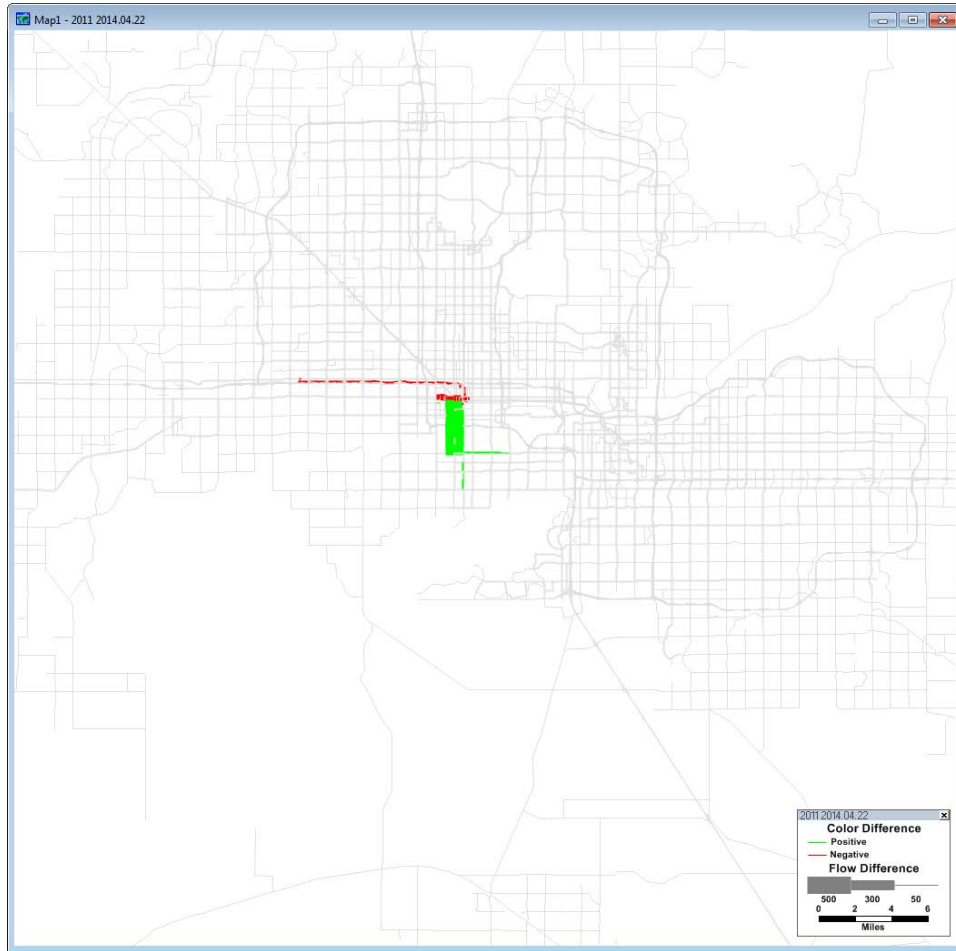 Map1 - 2011 2014.04.22
2011 2014.04.22
Color Difference
Positive
Negative
Flow Difference
500 300 50
0 2 4 6
Miles